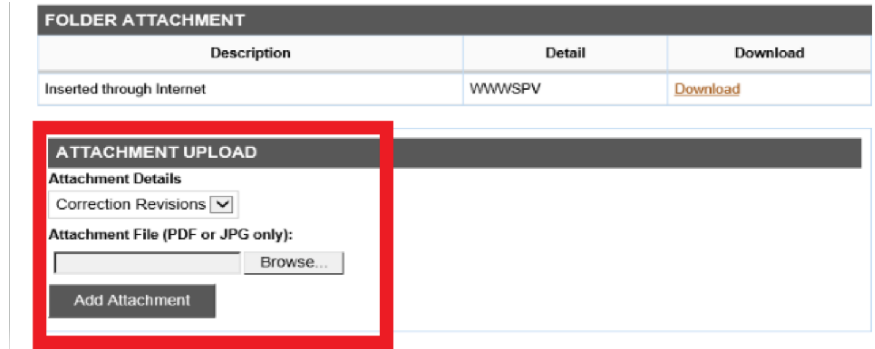 FOLDER ATTACHMENT
Description Detail Download
Inserted through Internet WWWSPV Download
ATTACHMENT UPLOAD
Attachment Details
Correction Revisions
Attachment File (PDF or JPG only):
Browse...
Add Attachment